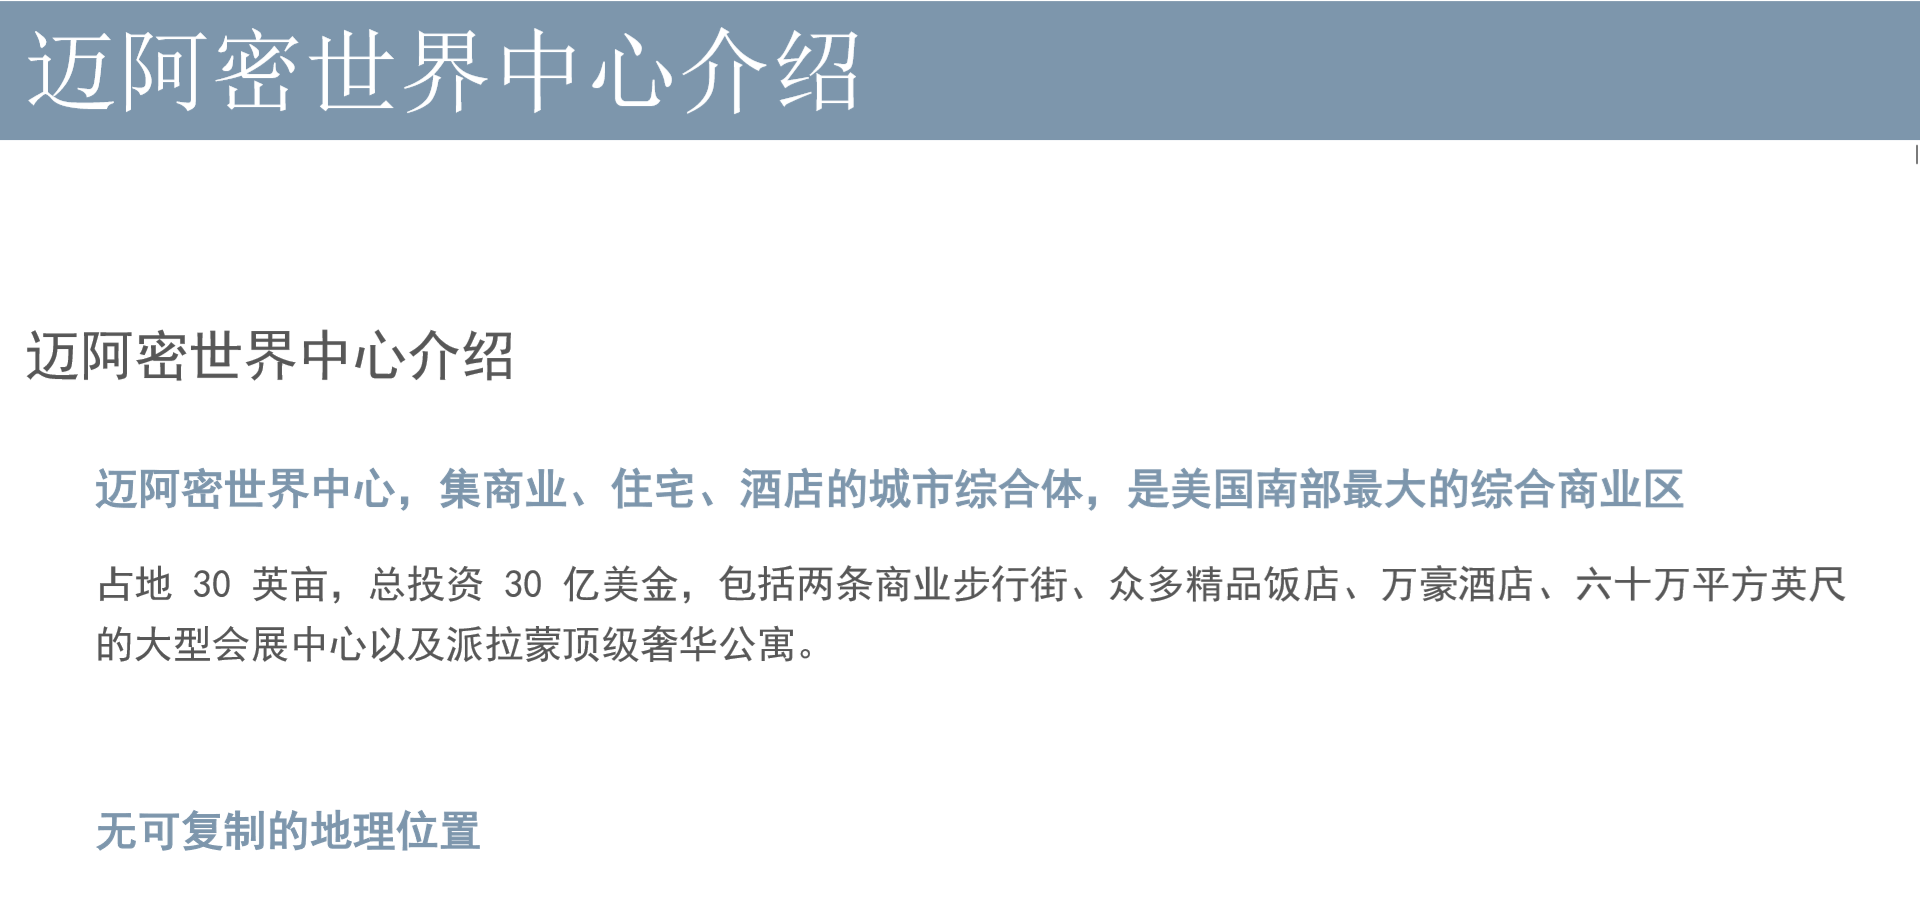 迈阿密世界中心介绍
迈阿密世界中心介绍
迈阿密世界中心，集商业、住宅、酒店的城市综合体，是美国南部最大的综合商业区
占地 30 英亩，总投资 30 亿美金，包括两条商业步行街、众多精品饭店、万豪酒店、六十万平方英尺
的大型会展中心以及派拉蒙顶级奢华公寓。
无可复制的地理位置